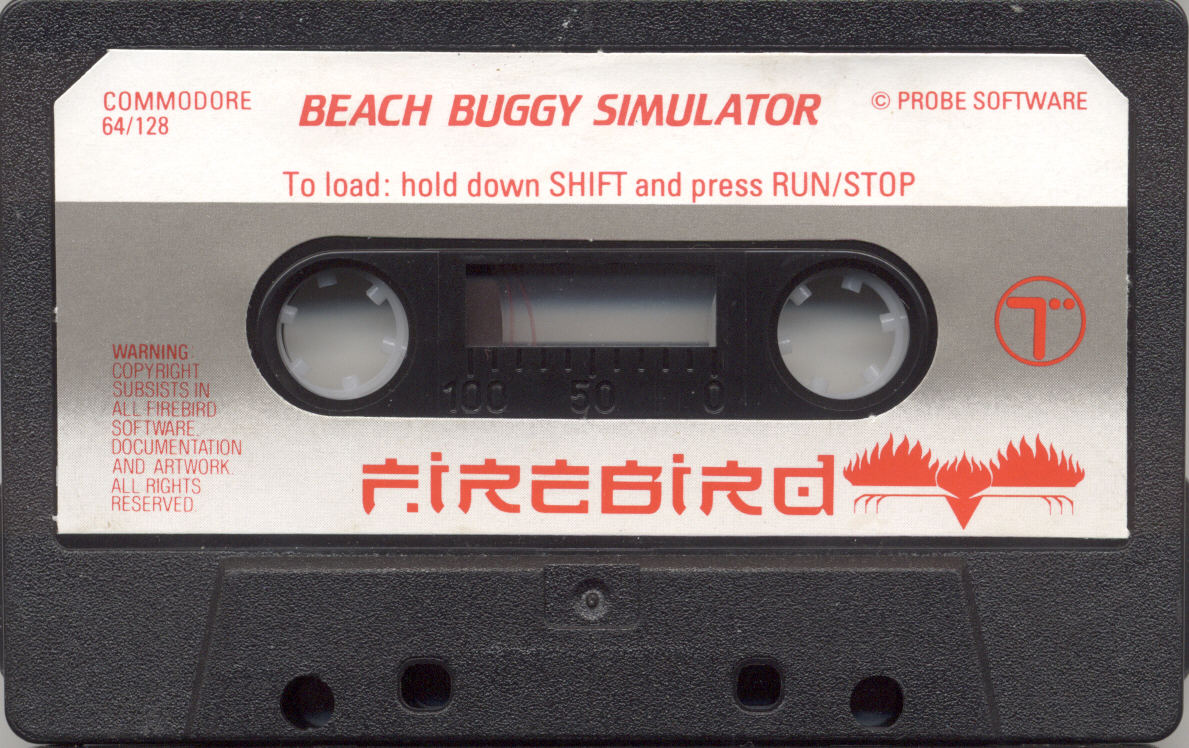 COMMODORE
64/128
BEACH BUGGY SIMULATOR
© PROBE SOFTWARE
To load: hold down SHIFT and press RUN/STOP
100 50 0
WARNING:
COPYRIGHT
SUBSISTS IN
ALL FIREBIRD
SOFTWARE,
DOCUMENTATION
AND ARTWORK.
ALL RIGHTS
RESERVED.
FIREBIRD